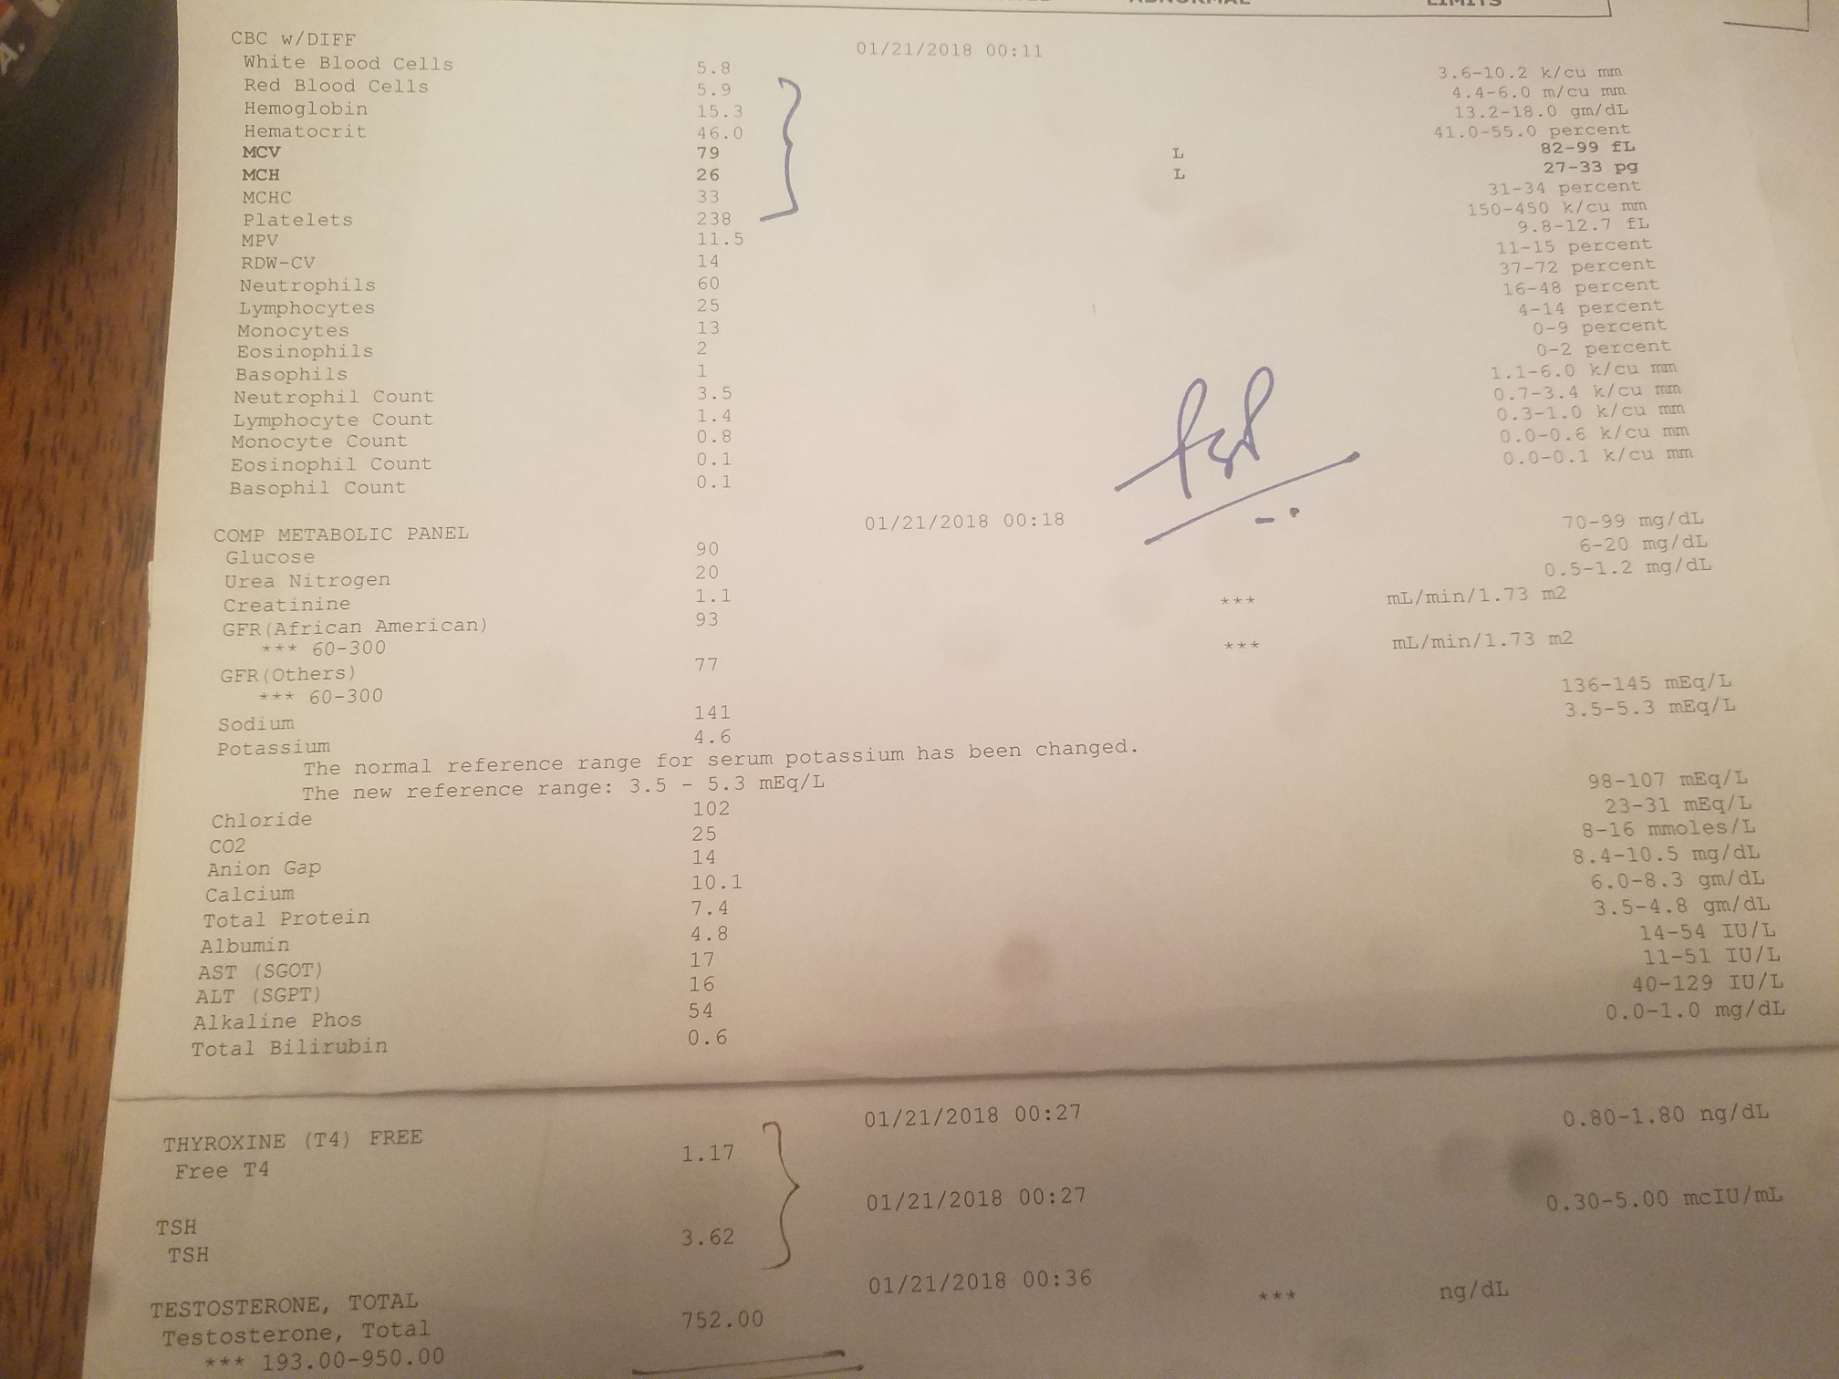 CBC w/DIFF 01/21/2018 00:11
White Blood Cells 5.8 3.6-10.2 k/cu mm
Red Blood Cells 5.9 4.4-6.0 m/cu mm
Hemoglobin 15.3 13.2-18.0 gm/dL
Hematocrit 46.0 41.0-55.0 percent
MCV 79 L 82-99 fL
MCH 26 L 27-33 pg
MCHC 33 31-34 percent
Platelets 238 150-450 k/cu mm
MPV 11.5 9.8-12.7 fL
RDW-CV 14 11-15 percent
Neutrophils 60 37-72 percent
Lymphocytes 25 16-48 percent
Monocytes 13 4-14 percent
Eosinophils 2 0-9 percent
Basophils 1 0-2 percent
Neutrophil Count 3.5 1.1-6.0 k/cu mm
Lymphocyte Count 1.4 0.7-3.4 k/cu mm
Monocyte Count 0.8 0.3-1.0 k/cu mm
Eosinophil Count 0.1 0.0-0.6 k/cu mm
Basophil Count 0.1 0.0-0.1 k/cu mm
COMP METABOLIC PANEL 01/21/2018 00:18
Glucose 90 70-99 mg/dL
Urea Nitrogen 20 6-20 mg/dL
Creatinine 1.1 0.5-1.2 mg/dL
GFR(African American) 93 *** mL/min/1.73 m2
*** 60-300
GFR(Others) 77 *** mL/min/1.73 m2
*** 60-300
Sodium 141 136-145 mEq/L
Potassium 4.6 3.5-5.3 mEq/L
The normal reference range for serum potassium has been changed.
The new reference range: 3.5 - 5.3 mEq/L
Chloride 102 98-107 mEq/L
CO2 25 23-31 mEq/L
Anion Gap 14 8-16 mmoles/L
Calcium 10.1 8.4-10.5 mg/dL
Total Protein 7.4 6.0-8.3 gm/dL
Albumin 4.8 3.5-4.8 gm/dL
AST (SGOT) 17 14-54 IU/L
ALT (SGPT) 16 11-51 IU/L
Alkaline Phos 54 40-129 IU/L
Total Bilirubin 0.6 0.0-1.0 mg/dL
THYROXINE (T4) FREE 01/21/2018 00:27
Free T4 1.17 0.80-1.80 ng/dL
TSH 01/21/2018 00:27
TSH 3.62 0.30-5.00 mcIU/mL
TESTOSTERONE, TOTAL 01/21/2018 00:36
Testosterone, Total 752.00 *** ng/dL
*** 193.00-950.00